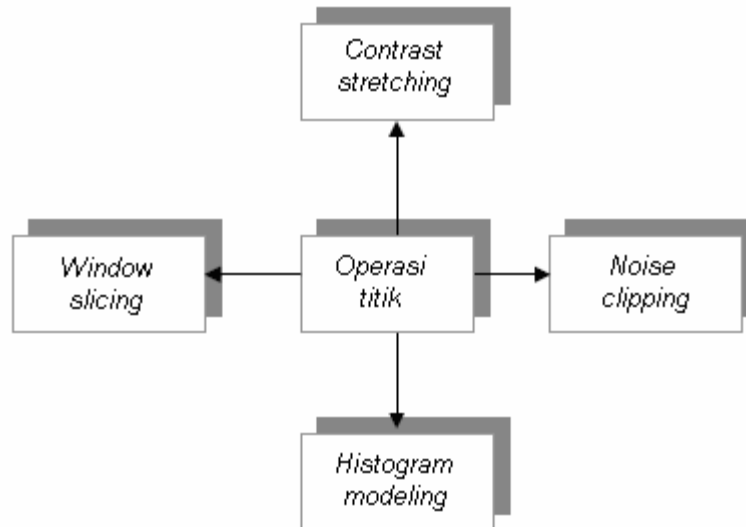 Contrast
stretching
Window
slicing
Operasi
titik
Noise
clipping
Histogram
modeling